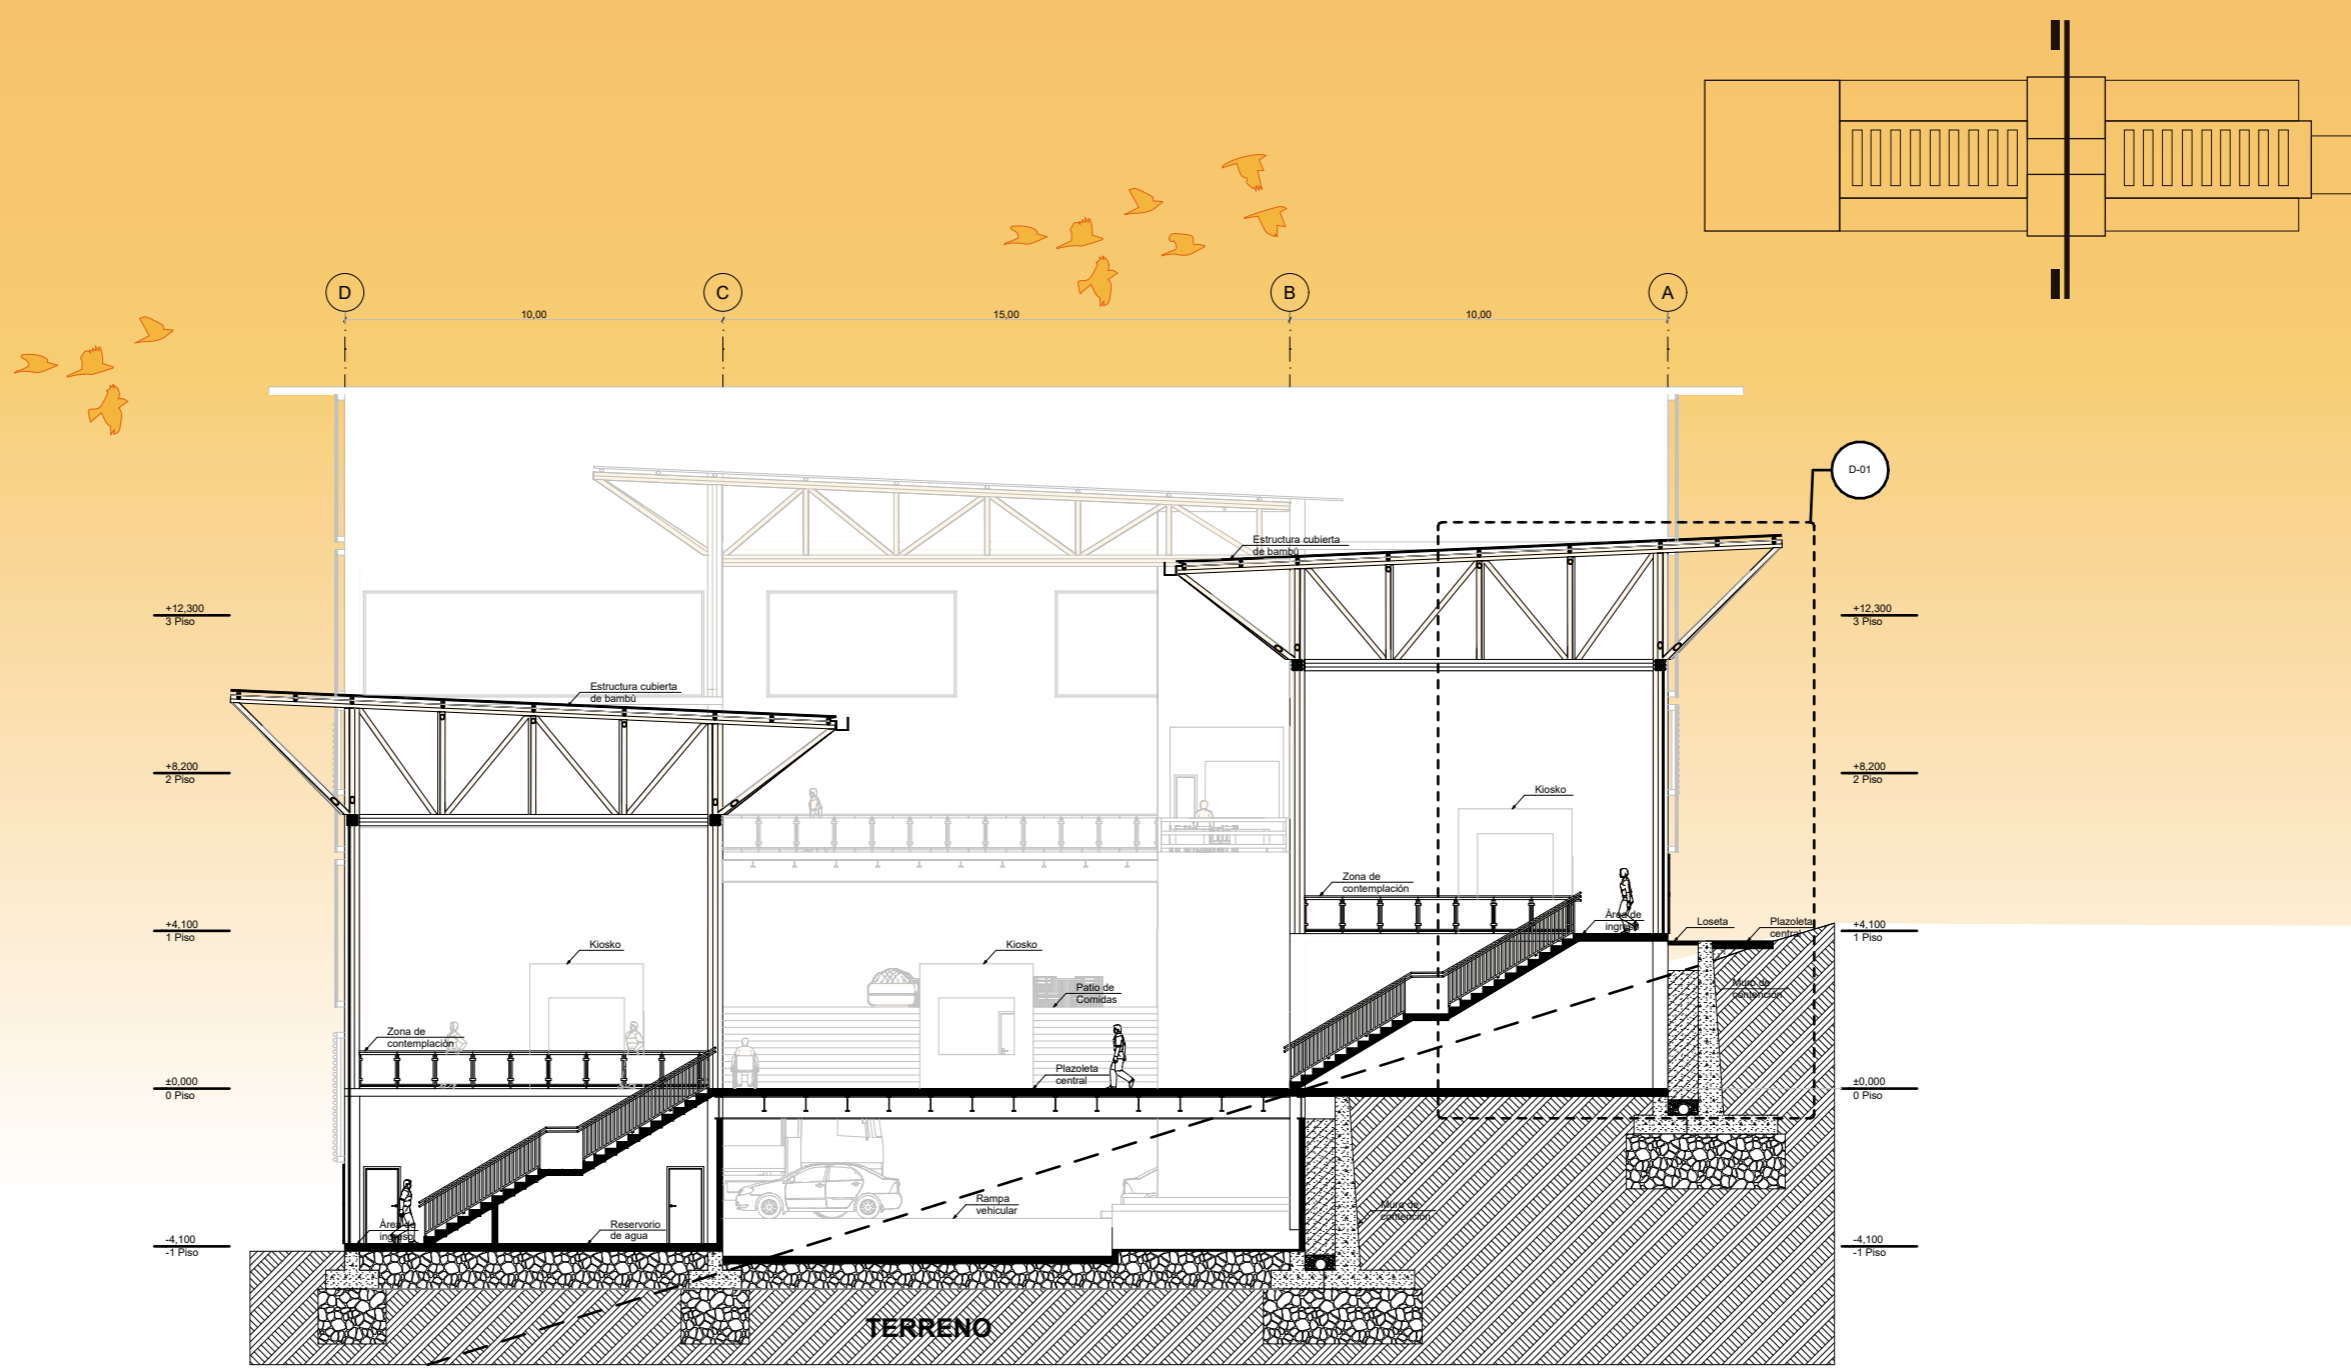 D
C
B
A
10,00
15,00
10,00
D-01
Estructura cubierta
de bambú
+12,300
3 Piso
+12,300
3 Piso
Estructura cubierta
de bambú
+8,200
2 Piso
+8,200
2 Piso
Kiosko
Zona de
contemplación
+4,100
1 Piso
Área de
ingreso
Loseta
Plazoleta
central
+4,100
1 Piso
Kiosko
Kiosko
Patio de
Comidas
Muro de
contención
Zona de
contemplación
Plazoleta
central
±0,000
0 Piso
±0,000
0 Piso
Rampa
vehicular
Muro de
contención
Área de
ingreso
Reservorio
de agua
-4,100
-1 Piso
-4,100
-1 Piso
TERRENO